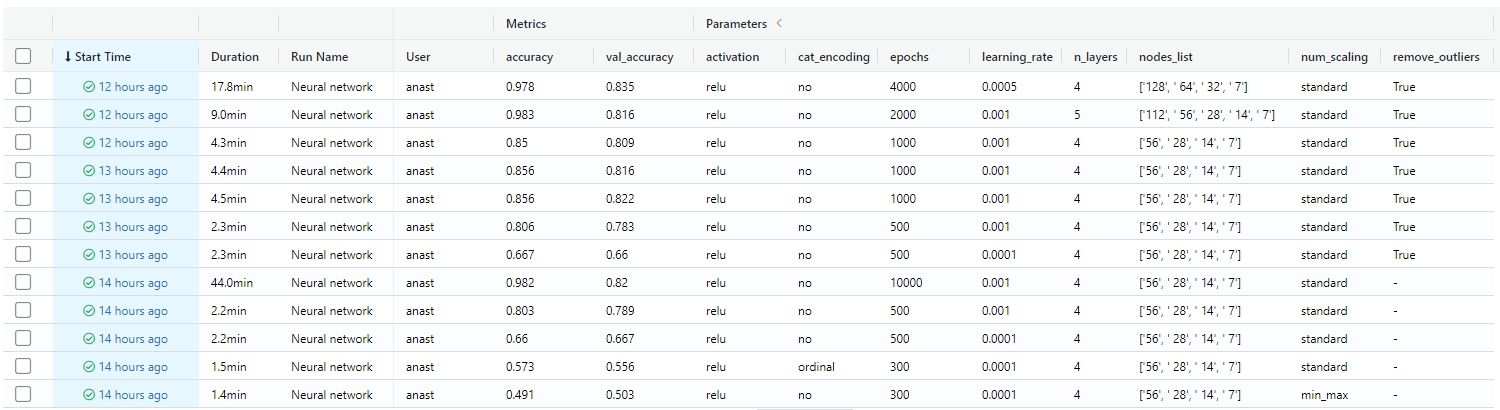 Metrics Parameters <
↓ Start Time Duration Run Name User accuracy val_accuracy activation cat_encoding epochs learning_rate n_layers nodes_list num_scaling remove_outliers
12 hours ago 17.8min Neural network anast 0.978 0.835 relu no 4000 0.0005 4 ['128', ' 64', ' 32', ' 7'] standard True
12 hours ago 9.0min Neural network anast 0.983 0.816 relu no 2000 0.001 5 ['112', ' 56', ' 28', ' 14', ' 7'] standard True
12 hours ago 4.3min Neural network anast 0.85 0.809 relu no 1000 0.001 4 ['56', ' 28', ' 14', ' 7'] standard True
13 hours ago 4.4min Neural network anast 0.856 0.816 relu no 1000 0.001 4 ['56', ' 28', ' 14', ' 7'] standard True
13 hours ago 4.5min Neural network anast 0.856 0.822 relu no 1000 0.001 4 ['56', ' 28', ' 14', ' 7'] standard True
13 hours ago 2.3min Neural network anast 0.806 0.783 relu no 500 0.001 4 ['56', ' 28', ' 14', ' 7'] standard True
13 hours ago 2.3min Neural network anast 0.667 0.66 relu no 500 0.0001 4 ['56', ' 28', ' 14', ' 7'] standard True
14 hours ago 44.0min Neural network anast 0.982 0.82 relu no 10000 0.001 4 ['56', ' 28', ' 14', ' 7'] standard -
14 hours ago 2.2min Neural network anast 0.803 0.789 relu no 500 0.001 4 ['56', ' 28', ' 14', ' 7'] standard -
14 hours ago 2.2min Neural network anast 0.66 0.667 relu no 500 0.0001 4 ['56', ' 28', ' 14', ' 7'] standard -
14 hours ago 1.5min Neural network anast 0.573 0.556 relu ordinal 300 0.0001 4 ['56', ' 28', ' 14', ' 7'] standard -
14 hours ago 1.4min Neural network anast 0.491 0.503 relu no 300 0.0001 4 ['56', ' 28', ' 14', ' 7'] min_max -